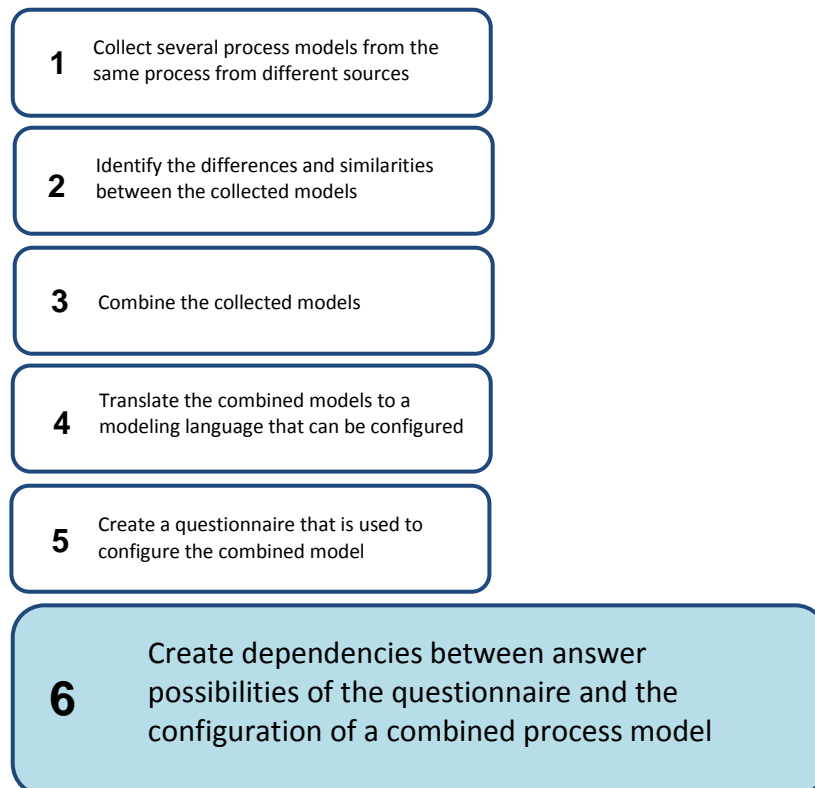 1
Collect several process models from the
same process from different sources
2
Identify the differences and similarities
between the collected models
3
Combine the collected models
4
Translate the combined models to a
modeling language that can be configured
5
Create a questionnaire that is used to
configure the combined model
6
Create dependencies between answer
possibilities of the questionnaire and the
configuration of a combined process model